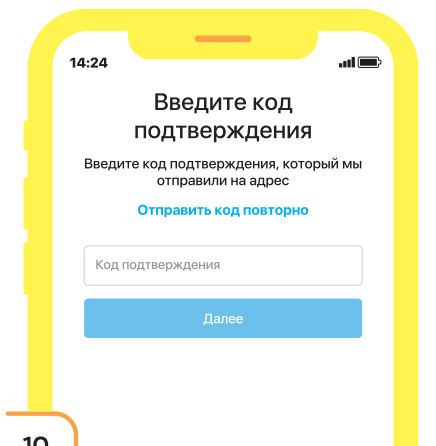 14:24
Введите код
подтверждения
Введите код подтверждения, который мы
отправили на адрес
Отправить код повторно
Код подтверждения
Далее
10